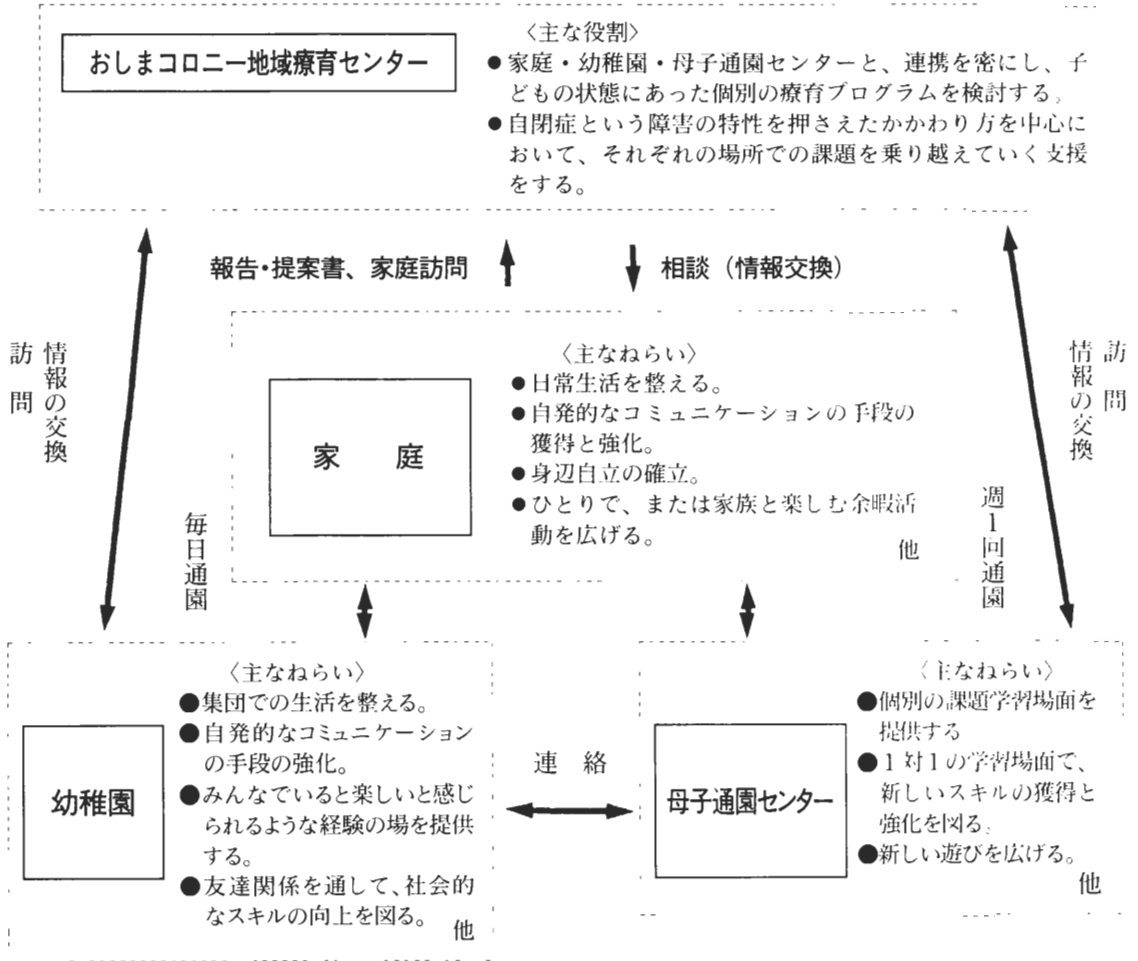 おしまコロニー地域療育センター
〈主な役割〉
●家庭・幼稚園・母子通園センターと、連携を密にし、子
どもの状態にあった個別の療育プログラムを検討する。
●自閉症という障害の特性を押さえたかかわり方を中心に
おいて、それぞれの場所での課題を乗り越えていく支援
をする。
報告・提案書、家庭訪問
相談（情報交換）
訪問
情報の交換
訪問
情報の交換
家庭
〈主なねらい〉
●日常生活を整える。
●自発的なコミュニケーションの手段の
獲得と強化。
●身辺自立の確立。
●ひとりで、または家族と楽しむ余暇活
動を広げる。
他
毎日通園
週1回通園
幼稚園
〈主なねらい〉
●集団での生活を整える。
●自発的なコミュニケーション
の手段の強化。
●みんなでいると楽しいと感じ
られるような経験の場を提供
する。
●友達関係を通して、社会的
なスキルの向上を図る。
他
連絡
母子通園センター
〈主なねらい〉
●個別の課題学習場面を
提供する
●1対1の学習場面で、
新しいスキルの獲得と
強化を図る。
●新しい遊びを広げる。
他